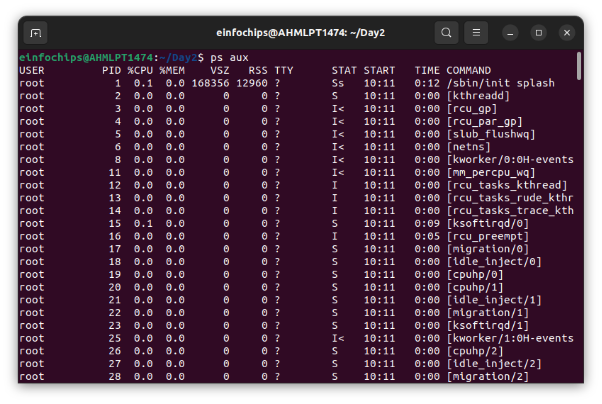 einfochips@AHMLPT1474: ~/Day2
einfochips@AHMLPT1474:~/Day2$ ps aux
USER PID %CPU %MEM VSZ RSS TTY STAT START TIME COMMAND
root 1 0.1 0.0 168356 12960 ? Ss 10:11 0:12 /sbin/init splash
root 2 0.0 0.0 0 0 ? S 10:11 0:00 [kthreadd]
root 3 0.0 0.0 0 0 ? I< 10:11 0:00 [rcu_gp]
root 4 0.0 0.0 0 0 ? I< 10:11 0:00 [rcu_par_gp]
root 5 0.0 0.0 0 0 ? I< 10:11 0:00 [slub_flushwq]
root 6 0.0 0.0 0 0 ? I< 10:11 0:00 [netns]
root 8 0.0 0.0 0 0 ? I< 10:11 0:00 [kworker/0:0H-events
root 11 0.0 0.0 0 0 ? I< 10:11 0:00 [mm_percpu_wq]
root 12 0.0 0.0 0 0 ? I 10:11 0:00 [rcu_tasks_kthread]
root 13 0.0 0.0 0 0 ? I 10:11 0:00 [rcu_tasks_rude_kthr
root 14 0.0 0.0 0 0 ? I 10:11 0:00 [rcu_tasks_trace_kth
root 15 0.1 0.0 0 0 ? S 10:11 0:09 [ksoftirqd/0]
root 16 0.0 0.0 0 0 ? I 10:11 0:05 [rcu_preempt]
root 17 0.0 0.0 0 0 ? S 10:11 0:00 [migration/0]
root 18 0.0 0.0 0 0 ? S 10:11 0:00 [idle_inject/0]
root 19 0.0 0.0 0 0 ? S 10:11 0:00 [cpuhp/0]
root 20 0.0 0.0 0 0 ? S 10:11 0:00 [cpuhp/1]
root 21 0.0 0.0 0 0 ? S 10:11 0:00 [idle_inject/1]
root 22 0.0 0.0 0 0 ? S 10:11 0:00 [migration/1]
root 23 0.0 0.0 0 0 ? S 10:11 0:00 [ksoftirqd/1]
root 25 0.0 0.0 0 0 ? I< 10:11 0:00 [kworker/1:0H-events
root 26 0.0 0.0 0 0 ? S 10:11 0:00 [cpuhp/2]
root 27 0.0 0.0 0 0 ? S 10:11 0:00 [idle_inject/2]
root 28 0.0 0.0 0 0 ? S 10:11 0:00 [migration/2]